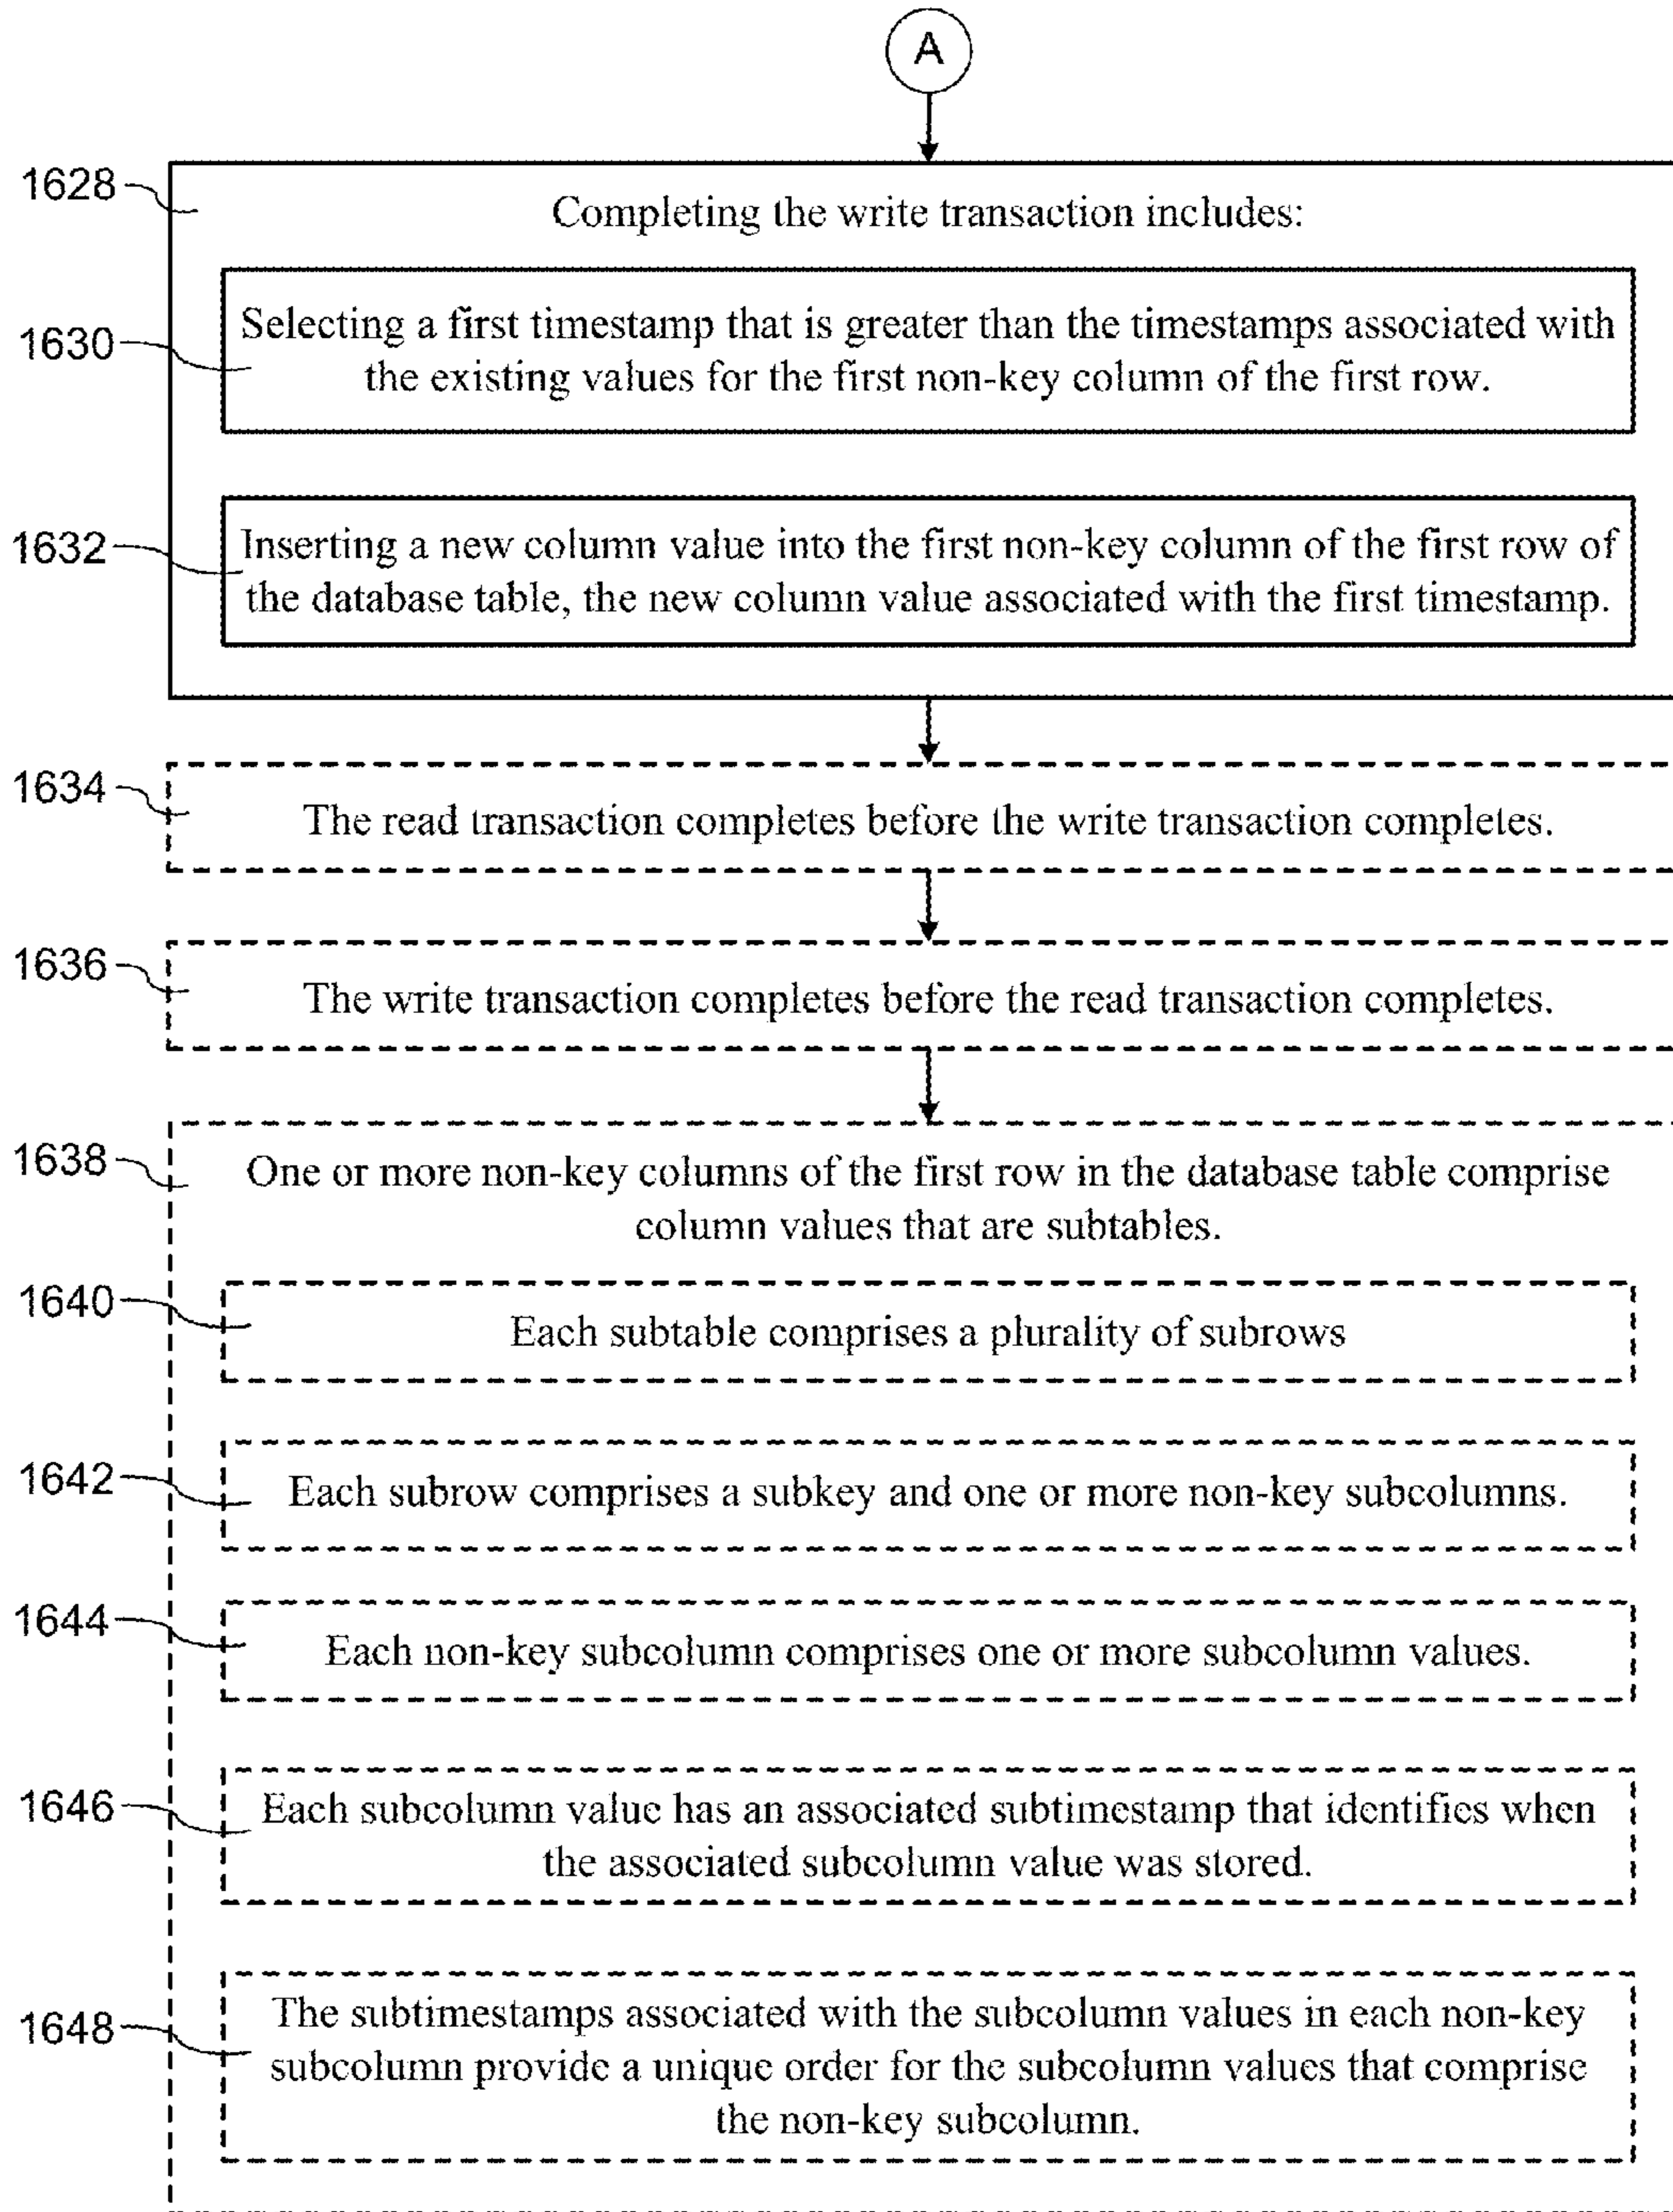 A
1628
Completing the write transaction includes:
1630
Selecting a first timestamp that is greater than the timestamps associated with
the existing values for the first non-key column of the first row.
1632
Inserting a new column value into the first non-key column of the first row of
the database table, the new column value associated with the first timestamp.
1634
The read transaction completes before the write transaction completes.
1636
The write transaction completes before the read transaction completes.
1638
One or more non-key columns of the first row in the database table comprise
column values that are subtables.
1640
Each subtable comprises a plurality of subrows
1642
Each subrow comprises a subkey and one or more non-key subcolumns.
1644
Each non-key subcolumn comprises one or more subcolumn values.
1646
Each subcolumn value has an associated subtimestamp that identifies when
the associated subcolumn value was stored.
1648
The subtimestamps associated with the subcolumn values in each non-key
subcolumn provide a unique order for the subcolumn values that comprise
the non-key subcolumn.